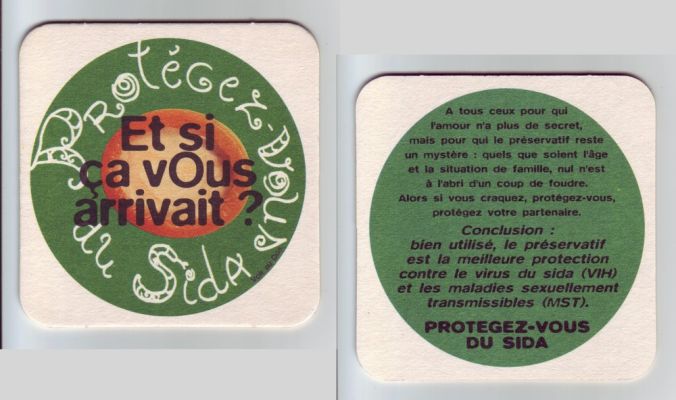 Protégez-vous du Sida
Et si
ça vOus
arrivait ?
A tous ceux pour qui
l'amour n'a plus de secret,
mais pour qui le préservatif reste
un mystère : quels que soient l'âge
et la situation de famille, nul n'est
à l'abri d'un coup de foudre.
Alors si vous craquez, protégez-vous,
protégez votre partenaire.
Conclusion :
bien utilisé, le préservatif
est la meilleure protection
contre le virus du sida (VIH)
et les maladies sexuellement
transmissibles (MST).
PROTEGEZ-VOUS
DU SIDA